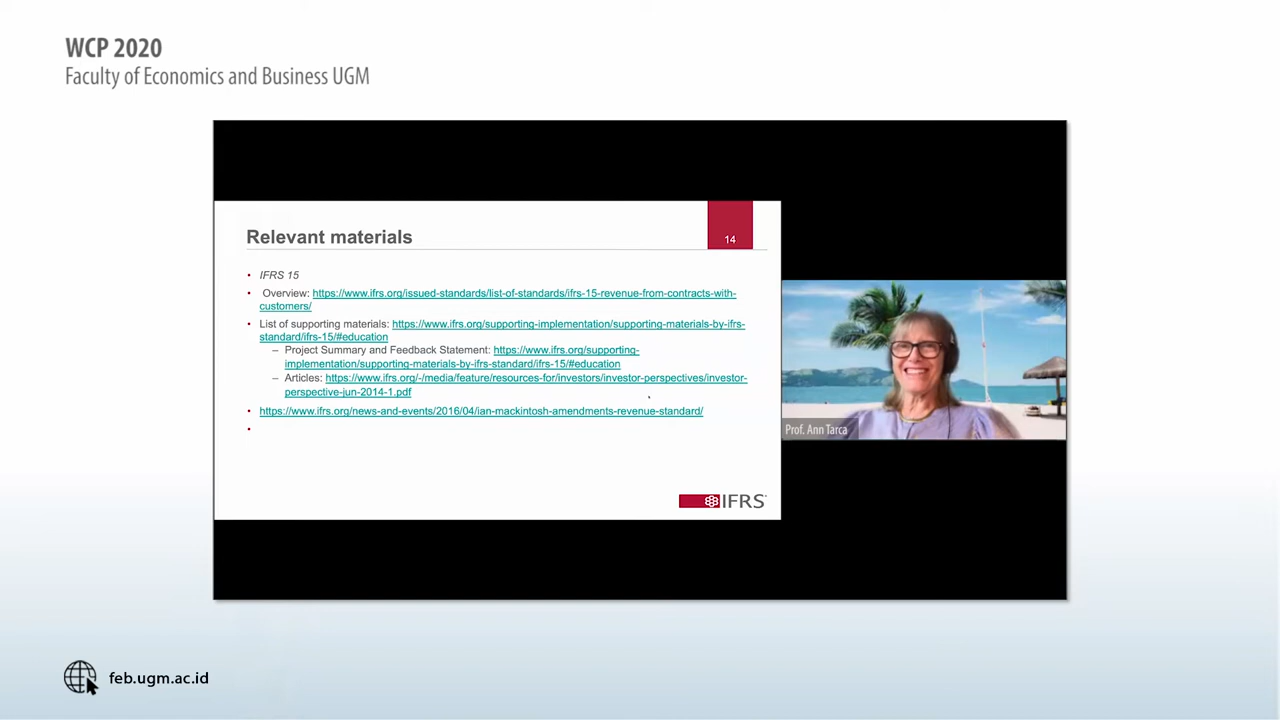 WCP 2020
Faculty of Economics and Business UGM
Relevant materials
14
• IFRS 15
• Overview: https://www.ifrs.org/issued-standards/list-of-standards/ifrs-15-revenue-from-contracts-with-
customers/
• List of supporting materials: https://www.ifrs.org/supporting-implementation/supporting-materials-by-ifrs-
standard/ifrs-15/#education
– Project Summary and Feedback Statement: https://www.ifrs.org/supporting-
implementation/supporting-materials-by-ifrs-standard/ifrs-15/#education
– Articles: https://www.ifrs.org/-/media/feature/resources-for/investors/investor-perspectives/investor-
perspective-jun-2014-1.pdf
• https://www.ifrs.org/news-and-events/2016/04/ian-mackintosh-amendments-revenue-standard/
•
IFRS
Prof. Ann Tarca
feb.ugm.ac.id